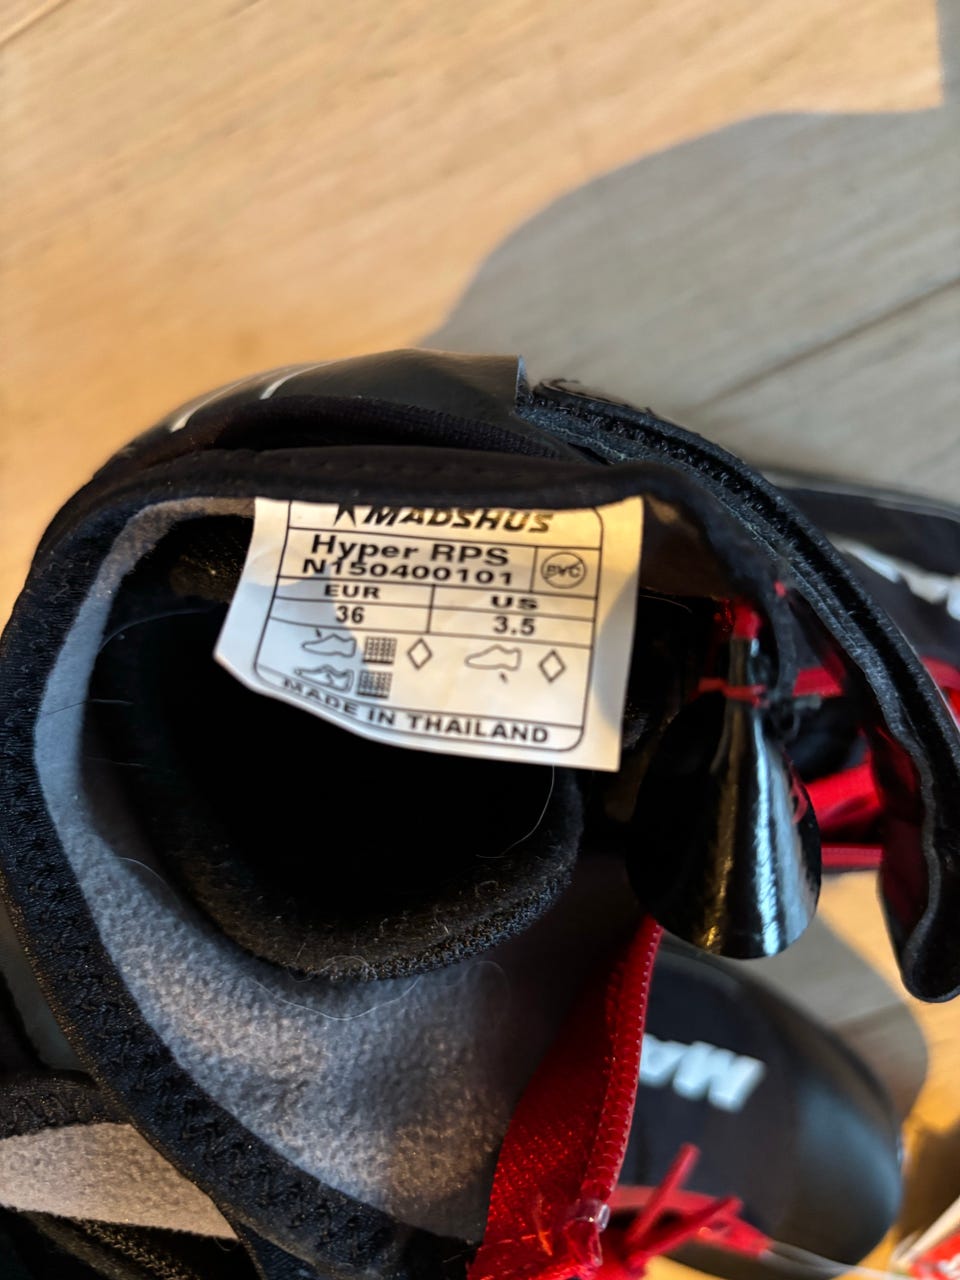 MADSHUS
Hyper RPS
N150400101
PVC
EUR US
36 3.5
MADE IN THAILAND